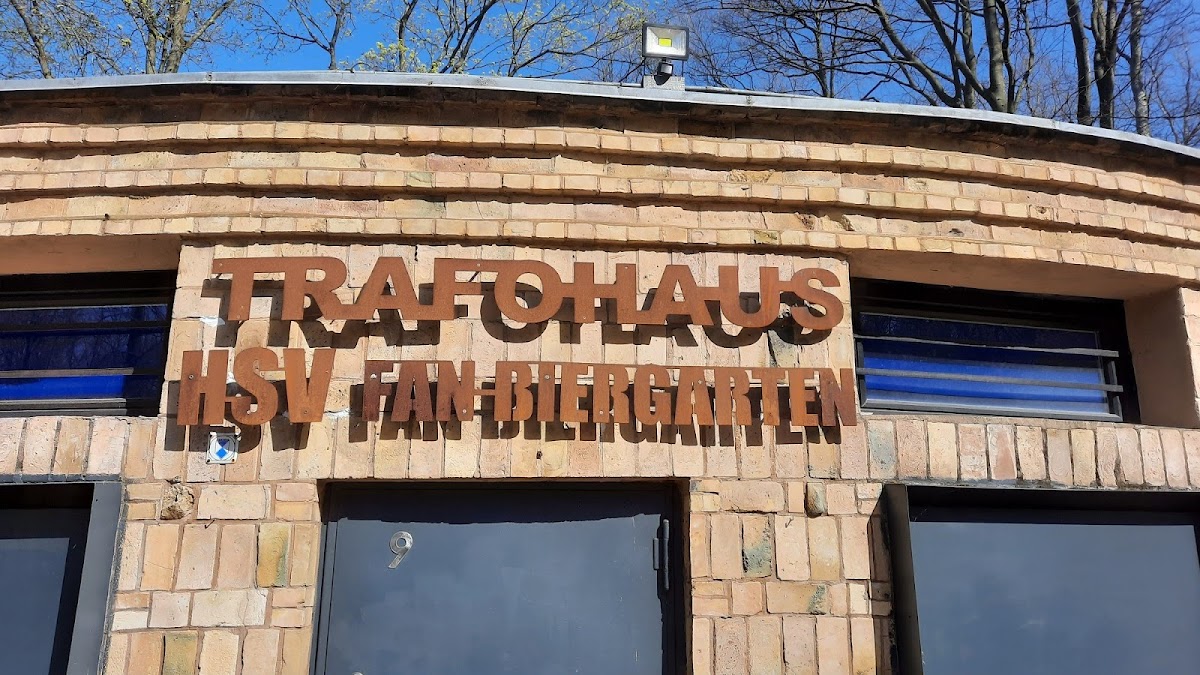 TRAFOHAUS
HSV FAN-BIERGARTEN
9